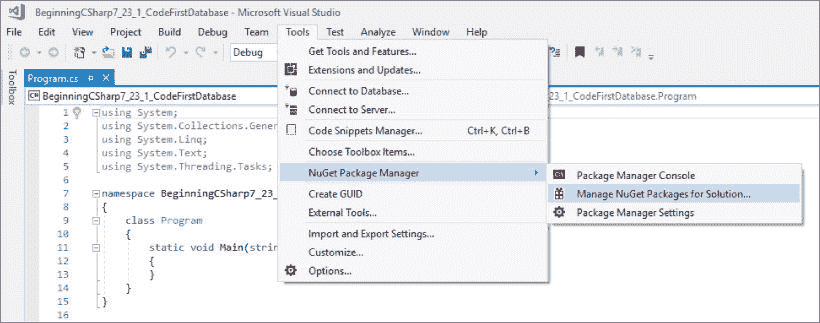 BeginningCSharp7_23_1_CodeFirstDatabase - Microsoft Visual Studio
File Edit View Project Build Debug Team Tools Test Analyze Window Help
Debug
Toolbox
Program.cs
BeginningCSharp7_23_1_CodeFirstDatabase _23_1_CodeFirstDatabase.Program
1 using System;
2 using System.Collections.Gener
3 using System.Linq;
4 using System.Text;
5 using System.Threading.Tasks;
6
7 namespace BeginningCSharp7_23_
8 {
9 class Program
10 {
11 static void Main(strin
12 {
13 }
14 }
15 }
16
Get Tools and Features...
Extensions and Updates...
Connect to Database...
Connect to Server...
Code Snippets Manager... Ctrl+K, Ctrl+B
Choose Toolbox Items...
NuGet Package Manager
Create GUID
External Tools...
Import and Export Settings...
Customize...
Options...
Package Manager Console
Manage NuGet Packages for Solution...
Package Manager Settings